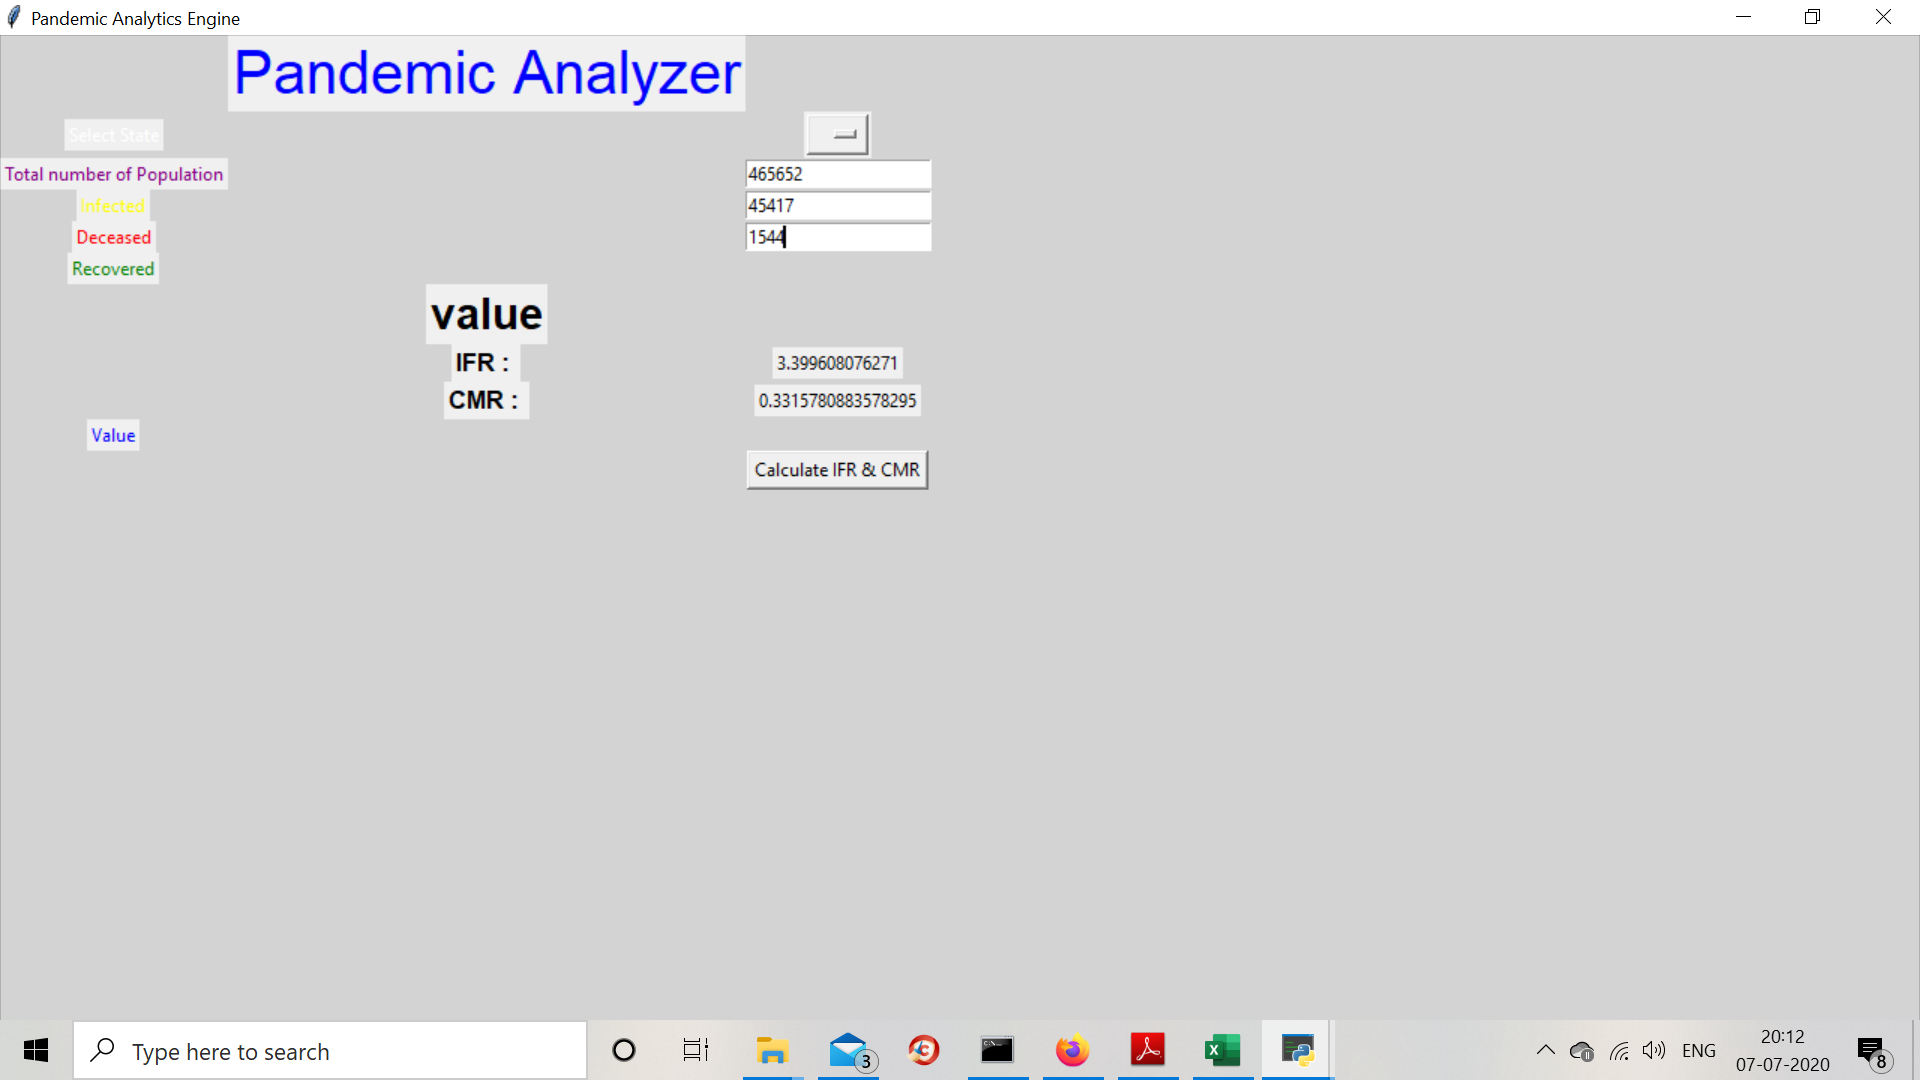 Pandemic Analytics Engine
Pandemic Analyzer
Select State
Total number of Population 465652
Infected 45417
Deceased 1544
Recovered
value
IFR : 3.399608076271
CMR : 0.3315780883578295
Value
Calculate IFR & CMR
Type here to search
3
ENG
20:12
07-07-2020
8